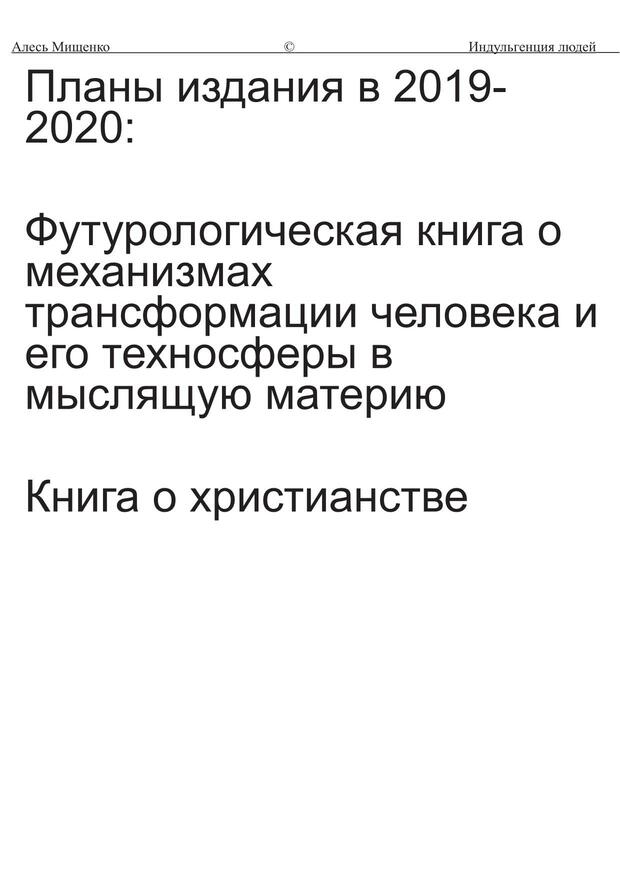 Алесь Мищенко © Индульгенция людей
Планы издания в 2019-
2020:
Футурологическая книга о
механизмах
трансформации человека и
его техносферы в
мыслящую материю
Книга о христианстве